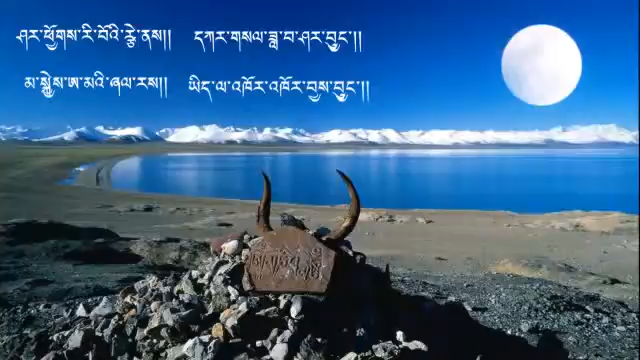 ཤར་ཕྱོགས་རི་བོའི་རྩེ་ནས།། དཀར་གསལ་ཟླ་བ་ཤར་བྱུང་།།
མ་སྐྱེས་ཨ་མའི་ཞལ་རས།། ཡིད་ལ་འཁོར་འཁོར་བྱས་བྱུང་།།